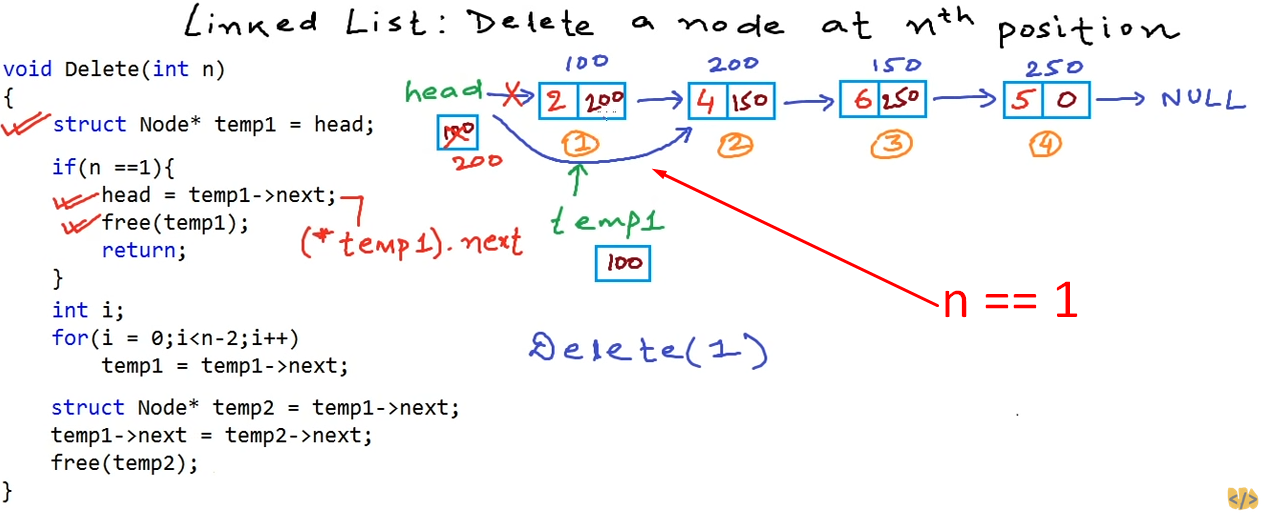 Linked List: Delete a node at nth position
void Delete(int n)
{
struct Node* temp1 = head;
if(n ==1){
head = temp1->next;
free(temp1);
return;
}
int i;
for(i = 0;i<n-2;i++)
temp1 = temp1->next;
struct Node* temp2 = temp1->next;
temp1->next = temp2->next;
free(temp2);
}
(*temp1).next
100 200 150 250
head 2 200 4 150 6 250 5 0 NULL
100
200
1 2 3 4
temp1
100
n == 1
Delete(1)
</>